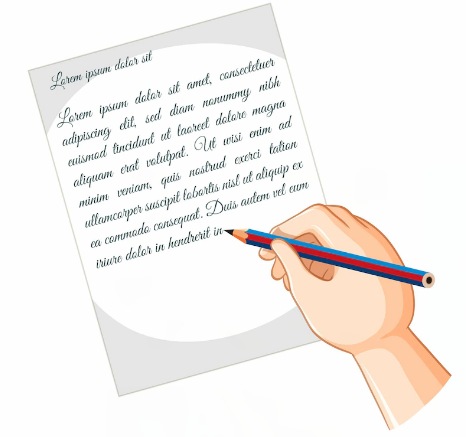 Lorem ipsum dolor sit
Lorem ipsum dolor sit amet, consectetuer
adipiscing elit, sed diam nonummy nibh
euismod tincidunt ut laoreet dolore magna
aliquam erat volutpat. Ut wisi enim ad
minim veniam, quis nostrud exerci tation
ullamcorper suscipit lobortis nisl ut aliquip ex
ea commodo consequat. Duis autem vel eum
iriure dolor in hendrerit in